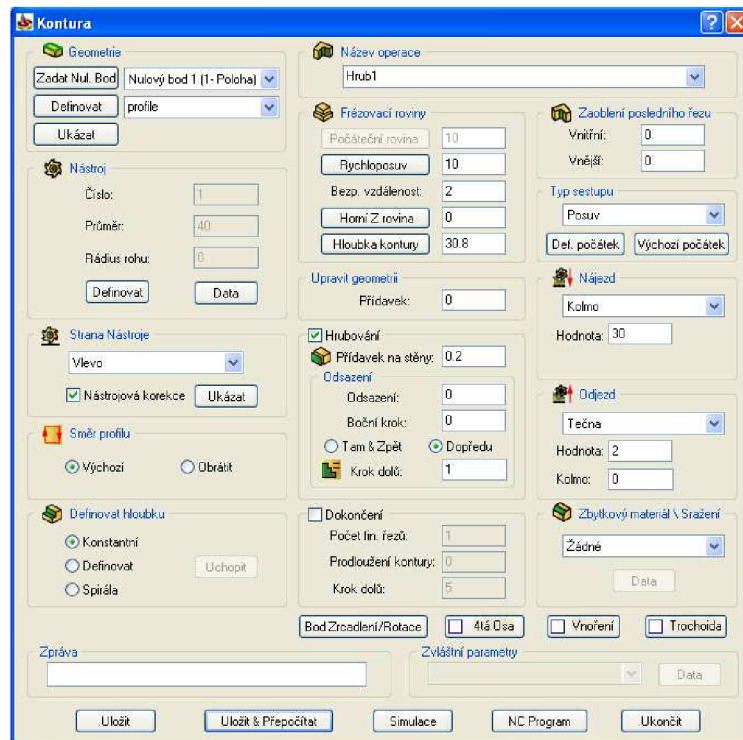 Kontura
Geometrie
Zadat Nul. Bod
Nulový bod 1 (1- Poloha)
Definovat
profile
Ukázat
Název operace
Hrub1
Nástroj
Číslo:
1
Průměr:
40
Rádius rohu:
0
Definovat
Data
Frézovací roviny
Počáteční rovina
10
Rychloposuv
10
Bezp. vzdálenost:
2
Horní Z rovina
0
Hloubka kontury
30.8
Zaoblení posledního řezu
Vnitřní:
0
Vnější:
0
Typ sestupu
Posuv
Def. počátek
Výchozí počátek
Upravit geometrii
Přídavek:
0
Nájezd
Kolmo
Hodnota:
30
Strana Nástroje
Vlevo
Nástrojová korekce
Ukázat
Hrubování
Přídavek na stěny:
0.2
Odsazení
Odsazení:
0
Boční krok:
0
Tam & Zpět
Dopředu
Krok dolů:
1
Odjezd
Tečna
Hodnota:
2
Kolmo:
0
Směr profilu
Výchozí
Obrátit
Definovat hloubku
Konstantní
Definovat
Uchopit
Spirála
Dokončení
Počet fin. řezů:
1
Prodloužení kontury:
0
Krok dolů:
5
Zbytkový materiál \ Sražení
Žádné
Data
Bod Zrcadlení/Rotace
4tá Osa
Vnoření
Trochoida
Zpráva
Zvláštní parametry
Data
Uložit
Uložit & Přepočítat
Simulace
NC Program
Ukončit